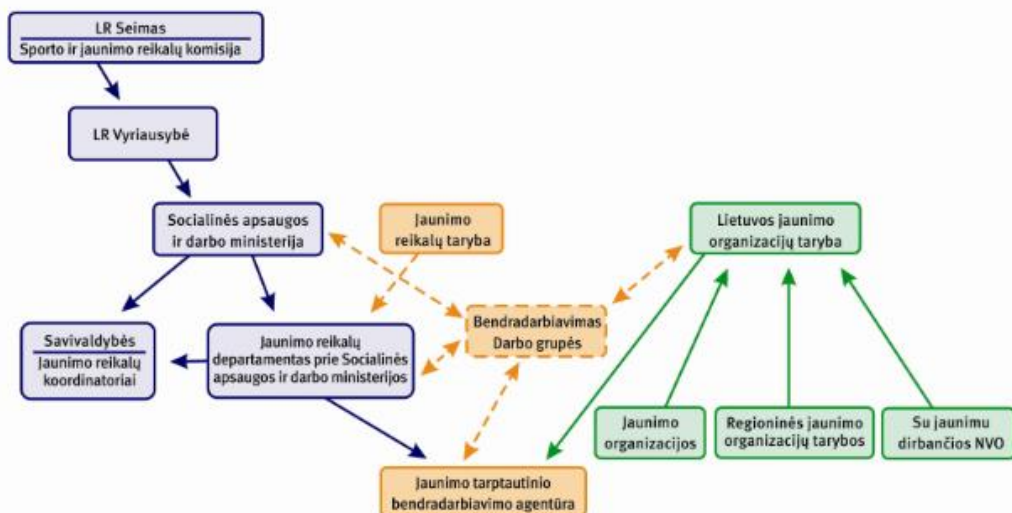 LR Seimas
Sporto ir jaunimo reikalų komisija
LR Vyriausybė
Socialinės apsaugos
ir darbo ministerija
Jaunimo
reikalų taryba
Lietuvos jaunimo
organizacijų taryba
Savivaldybės
Jaunimo reikalų
koordinatoriai
Jaunimo reikalų
departamentas prie Socialinės
apsaugos ir darbo ministerijos
Bendradarbiavimas
Darbo grupės
Jaunimo
organizacijos
Regioninės jaunimo
organizacijų tarybos
Su jaunimu
dirbančios NVO
Jaunimo tarptautinio
bendradarbiavimo agentūra